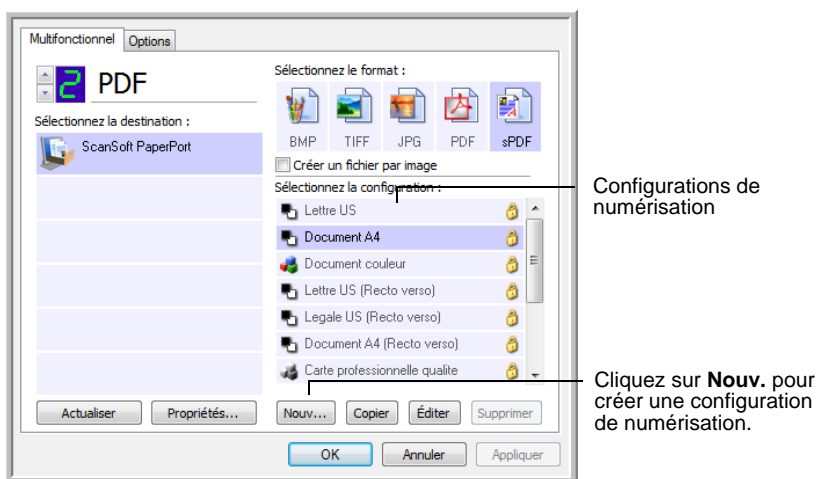 Multifonctionnel Options
2 PDF
Sélectionnez la destination :
ScanSoft PaperPort
Sélectionnez le format :
BMP TIFF JPG PDF sPDF
Créer un fichier par image
Sélectionnez la configuration :
Lettre US
Document A4
Document couleur
Lettre US (Recto verso)
Legale US (Recto verso)
Document A4 (Recto verso)
Carte professionnelle qualite
Actualiser Propriétés... Nouv... Copier Éditer Supprimer
OK Annuler Appliquer
Configurations de
numérisation
Cliquez sur Nouv. pour
créer une configuration
de numérisation.